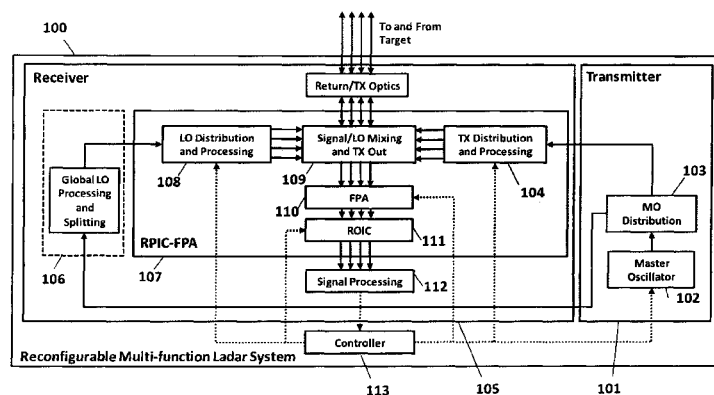 100
To and From
Target
Receiver
Transmitter
Return/TX Optics
LO Distribution
and Processing
108
Signal/LO Mixing
and TX Out
109
TX Distribution
and Processing
104
103
Global LO
Processing
and
Splitting
110
FPA
MO
Distribution
ROIC
111
RPIC-FPA
Master
Oscillator
106
107
102
Signal Processing
112
Controller
Reconfigurable Multi-function Ladar System
113
105
101